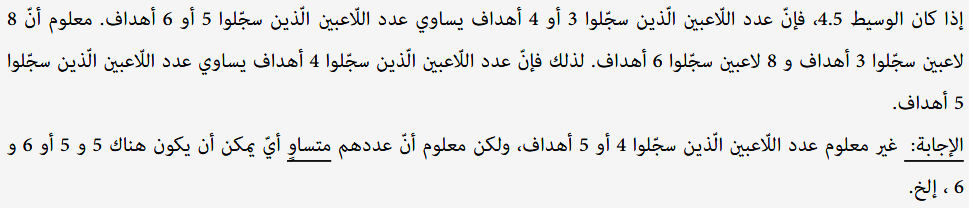 إذا كان الوسيط 4.5، فإنّ عدد اللّاعبين الّذين سجّلوا 3 أو 4 أهداف يساوي عدد اللّاعبين الّذين سجّلوا 5 أو 6 أهداف. معلوم أنّ 8
لاعبين سجّلوا 3 أهداف و 8 لاعبين سجّلوا 6 أهداف. لذلك فإنّ عدد اللّاعبين الّذين سجّلوا 4 أهداف يساوي عدد اللّاعبين الّذين سجّلوا
5 أهداف.
الإجابة: غير معلوم عدد اللّاعبين الّذين سجّلوا 4 أو 5 أهداف، ولكن معلوم أنّ عددهم متساوٍ أيّ يمكن أن يكون هناك 5 و 5 أو 6 و
6 ، إلخ.